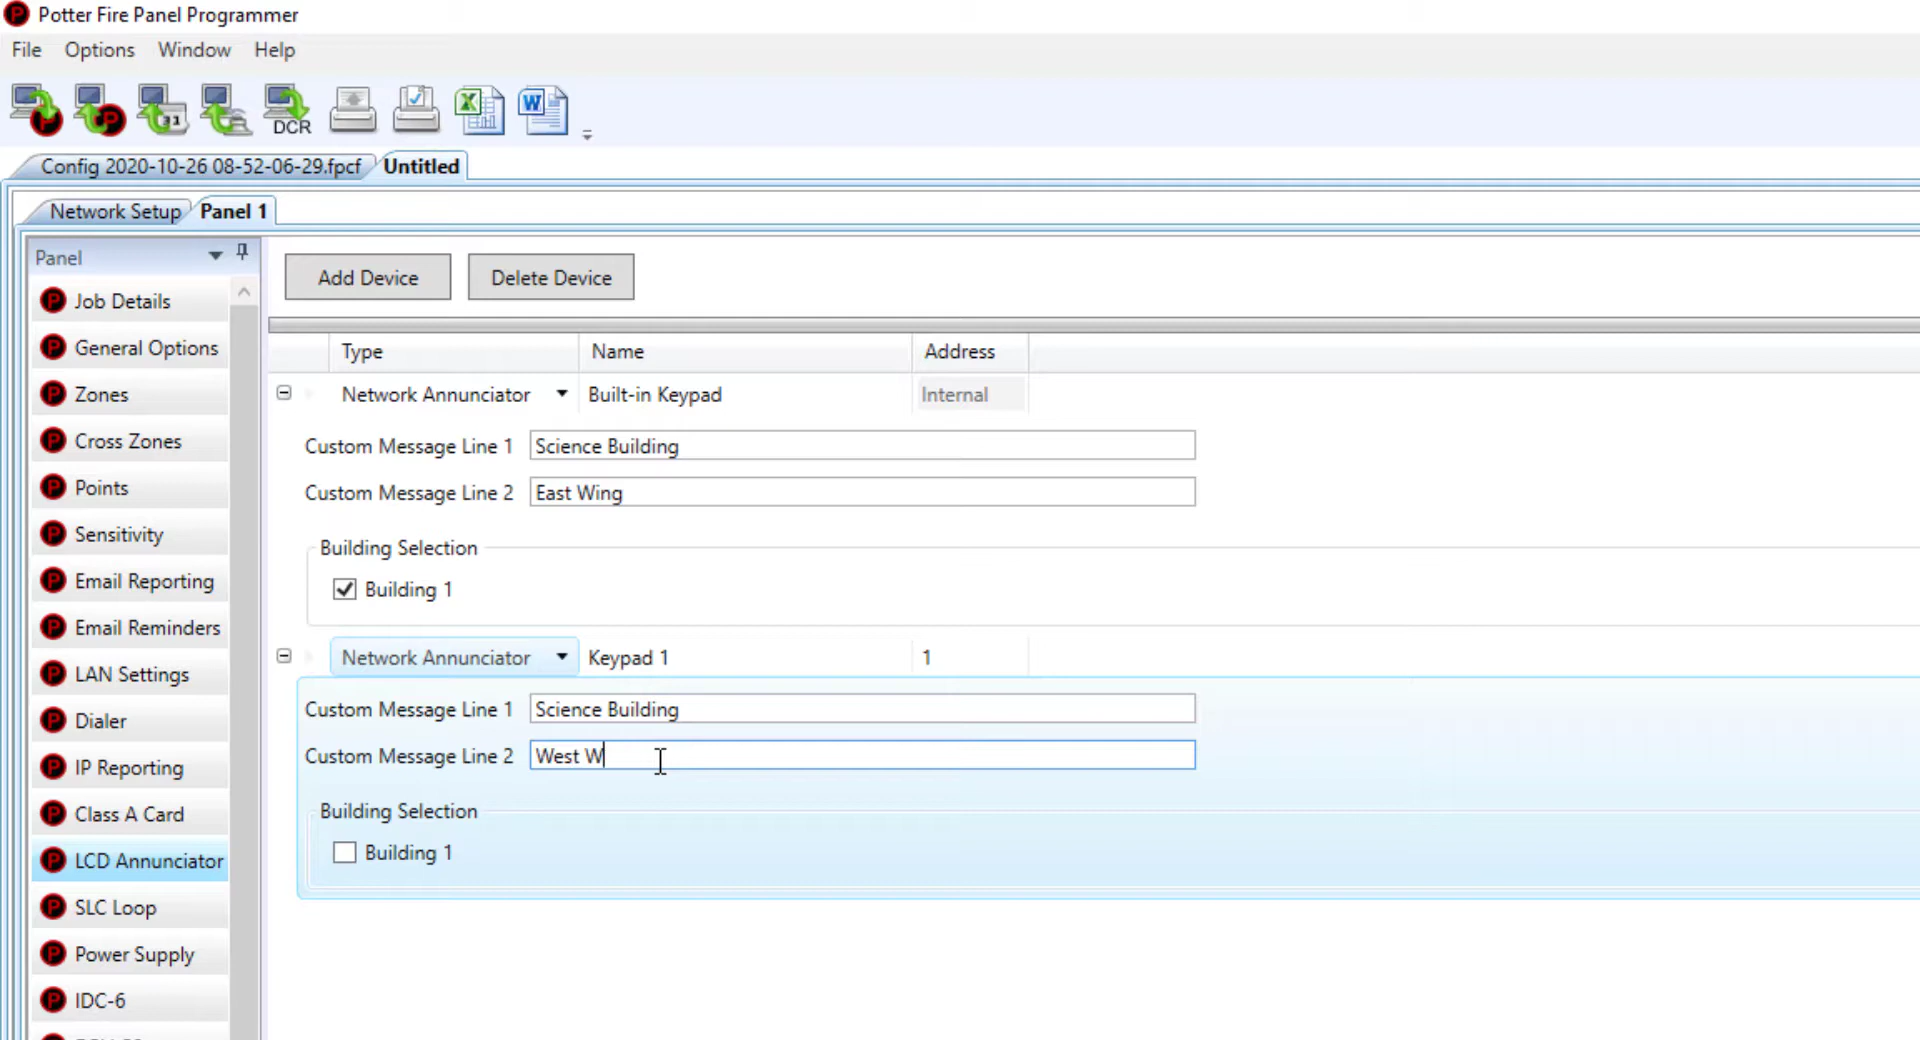 Potter Fire Panel Programmer
File Options Window Help
31 DCR
Config 2020-10-26 08-52-06-29.fpcf Untitled
Network Setup Panel 1
Panel
Job Details
General Options
Zones
Cross Zones
Points
Sensitivity
Email Reporting
Email Reminders
LAN Settings
Dialer
IP Reporting
Class A Card
LCD Annunciator
SLC Loop
Power Supply
IDC-6
Add Device Delete Device
Type Name Address
Network Annunciator Built-in Keypad Internal
Custom Message Line 1 Science Building
Custom Message Line 2 East Wing
Building Selection
Building 1
Network Annunciator Keypad 1 1
Custom Message Line 1 Science Building
Custom Message Line 2 West W
Building Selection
Building 1